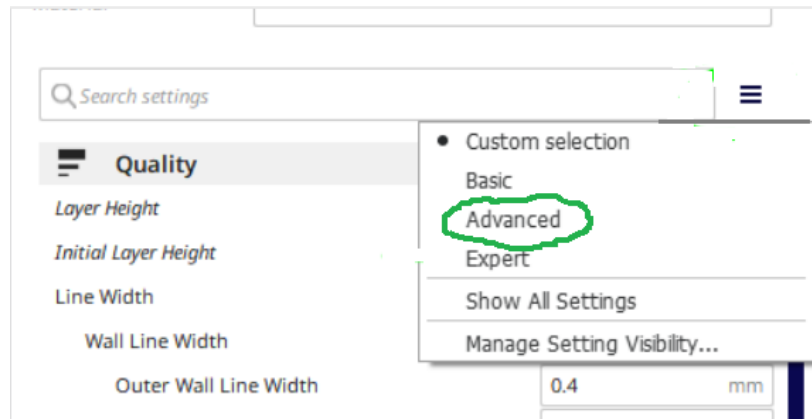 Search settings
Custom selection
Quality
Basic
Layer Height
Advanced
Initial Layer Height
Expert
Line Width
Show All Settings
Wall Line Width
Manage Setting Visibility...
Outer Wall Line Width 0.4 mm